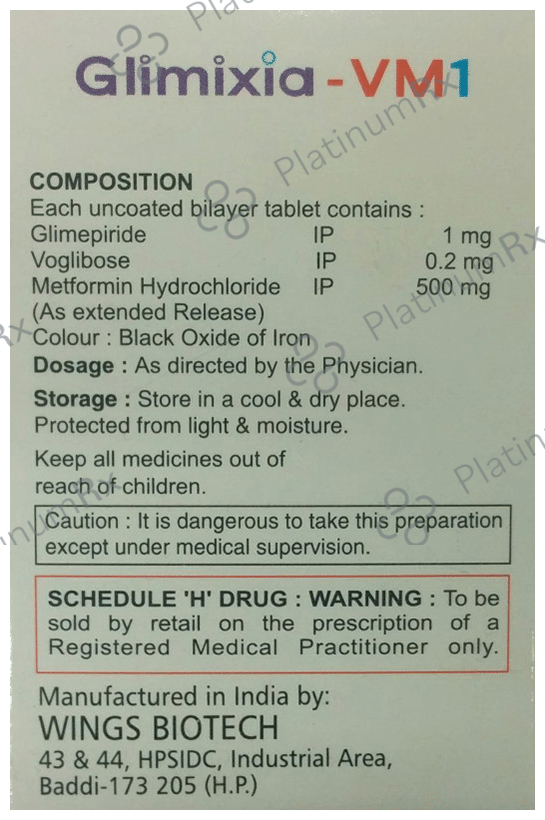 Glimixia - VM1
COMPOSITION
Each uncoated bilayer tablet contains :
Glimepiride IP 1 mg
Voglibose IP 0.2 mg
Metformin Hydrochloride IP 500 mg
(As extended Release)
Colour : Black Oxide of Iron
Dosage : As directed by the Physician.
Storage : Store in a cool & dry place.
Protected from light & moisture.
Keep all medicines out of
reach of children.
Caution : It is dangerous to take this preparation
except under medical supervision.
SCHEDULE 'H' DRUG : WARNING : To be
sold by retail on the prescription of a
Registered Medical Practitioner only.
Manufactured in India by:
WINGS BIOTECH
43 & 44, HPSIDC, Industrial Area,
Baddi-173 205 (H.P.)
PlatinumRx
PlatinumRx
PlatinumRx
PlatinumRx